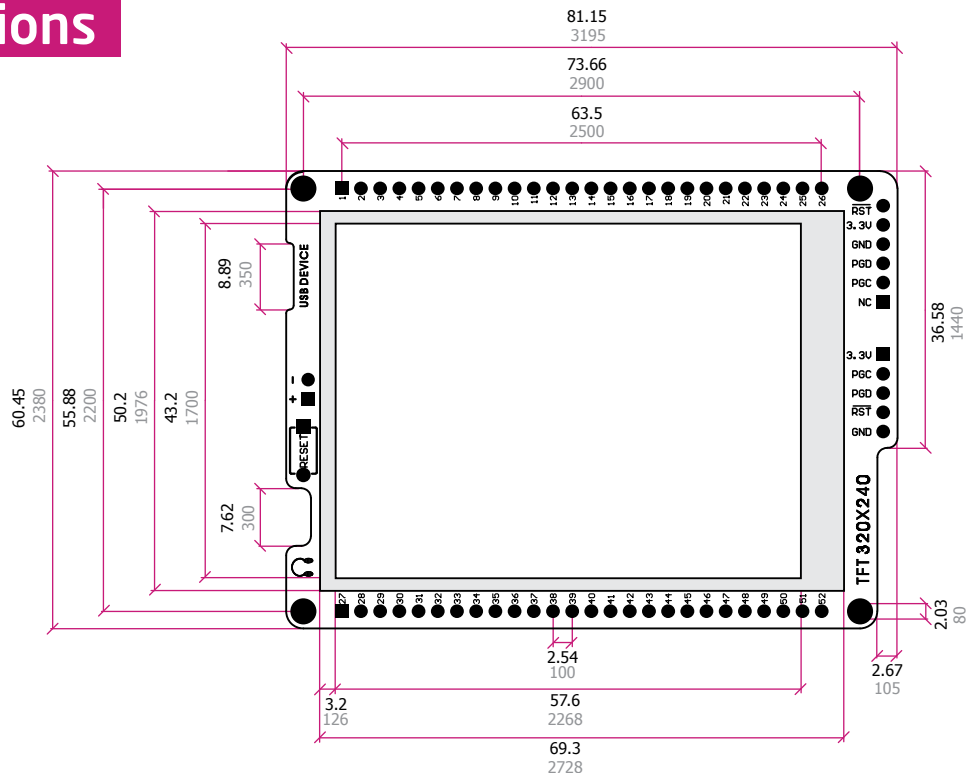 ions
81.15
3195
73.66
2900
63.5
2500
1 2 3 4 5 6 7 8 9 10 11 12 13 14 15 16 17 18 19 20 21 22 23 24 25 26
RST
3.3V
GND
PGD
PGC
NC
3.3V
PGC
PGD
RST
GND
36.58
1440
USB DEVICE
8.89
350
-
+
RESET
60.45
2380
55.88
2200
50.2
1976
43.2
1700
7.62
300
TFT 320X240
27 28 29 30 31 32 33 34 35 36 37 38 39 40 41 42 43 44 45 46 47 48 49 50 51 52
2.03
80
2.54
100
2.67
105
3.2
126
57.6
2268
69.3
2728